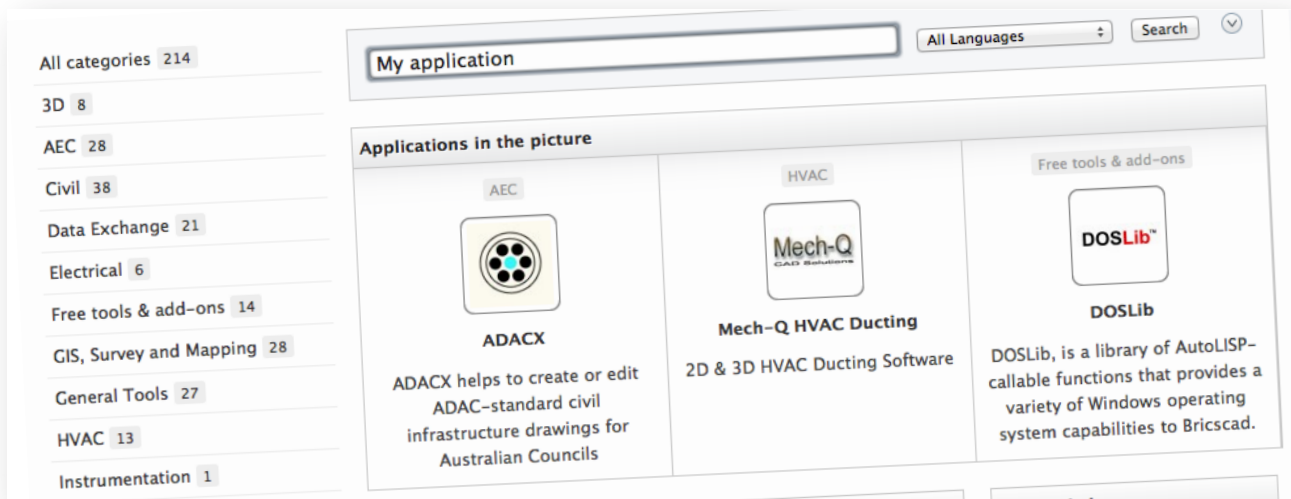 All categories 214
3D 8
AEC 28
Civil 38
Data Exchange 21
Electrical 6
Free tools & add-ons 14
GIS, Survey and Mapping 28
General Tools 27
HVAC 13
Instrumentation 1
My application
All Languages
Search
Applications in the picture
AEC
ADACX
ADACX helps to create or edit
ADAC-standard civil
infrastructure drawings for
Australian Councils
HVAC
Mech-Q
CAD Solutions
Mech-Q HVAC Ducting
2D & 3D HVAC Ducting Software
Free tools & add-ons
DOSLib™
DOSLib
DOSLib, is a library of AutoLISP-
callable functions that provides a
variety of Windows operating
system capabilities to Bricscad.